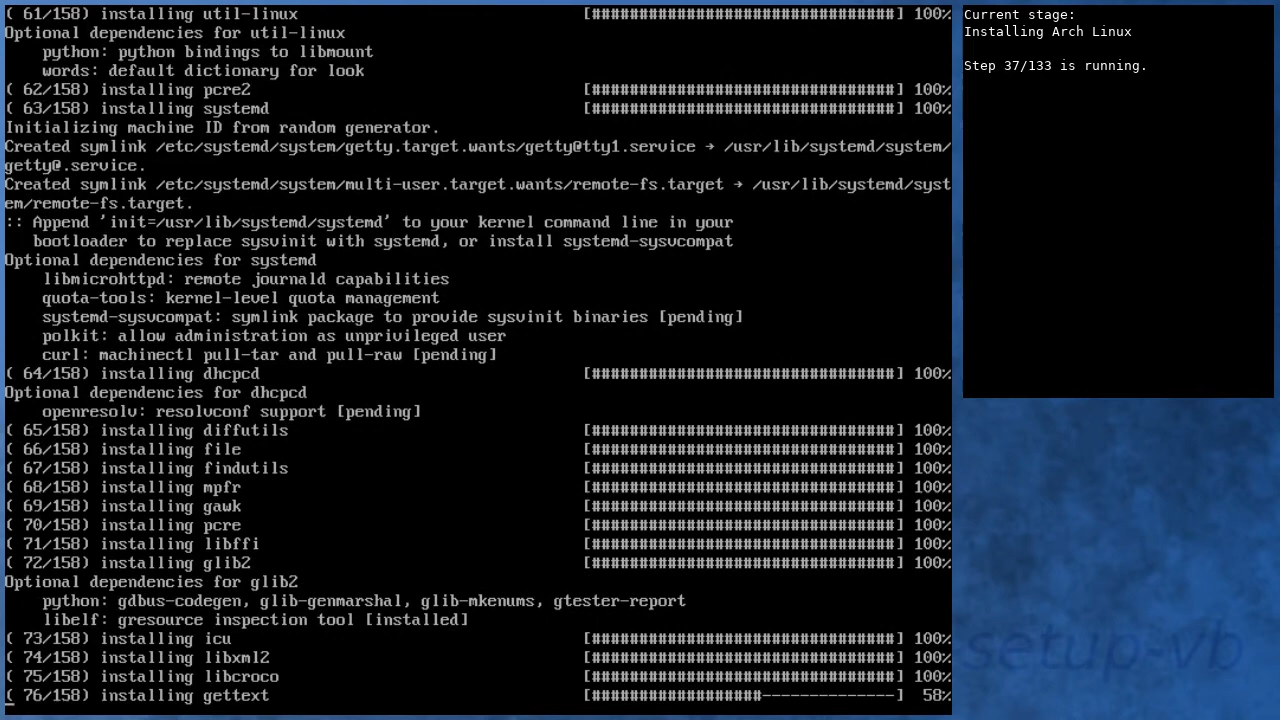 ( 61/158) installing util-linux [################################] 100%
Optional dependencies for util-linux
    python: python bindings to libmount
    words: default dictionary for look
( 62/158) installing pcre2 [################################] 100%
( 63/158) installing systemd [################################] 100%
Initializing machine ID from random generator.
Created symlink /etc/systemd/system/getty.target.wants/getty@tty1.service → /usr/lib/systemd/system/
getty@.service.
Created symlink /etc/systemd/system/multi-user.target.wants/remote-fs.target → /usr/lib/systemd/syst
em/remote-fs.target.
:: Append 'init=/usr/lib/systemd/systemd' to your kernel command line in your
   bootloader to replace sysvinit with systemd, or install systemd-sysvcompat
Optional dependencies for systemd
    libmicrohttpd: remote journald capabilities
    quota-tools: kernel-level quota management
    systemd-sysvcompat: symlink package to provide sysvinit binaries [pending]
    polkit: allow administration as unprivileged user
    curl: machinectl pull-tar and pull-raw [pending]
( 64/158) installing dhcpcd [################################] 100%
Optional dependencies for dhcpcd
    openresolv: resolvconf support [pending]
( 65/158) installing diffutils [################################] 100%
( 66/158) installing file [################################] 100%
( 67/158) installing findutils [################################] 100%
( 68/158) installing mpfr [################################] 100%
( 69/158) installing gawk [################################] 100%
( 70/158) installing pcre [################################] 100%
( 71/158) installing libffi [################################] 100%
( 72/158) installing glib2 [################################] 100%
Optional dependencies for glib2
    python: gdbus-codegen, glib-genmarshal, glib-mkenums, gtester-report
    libelf: gresource inspection tool [installed]
( 73/158) installing icu [################################] 100%
( 74/158) installing libxml2 [################################] 100%
( 75/158) installing libcroco [################################] 100%
( 76/158) installing gettext [##################--------------] 58%
Current stage:
Installing Arch Linux
Step 37/133 is running.
setup-vb